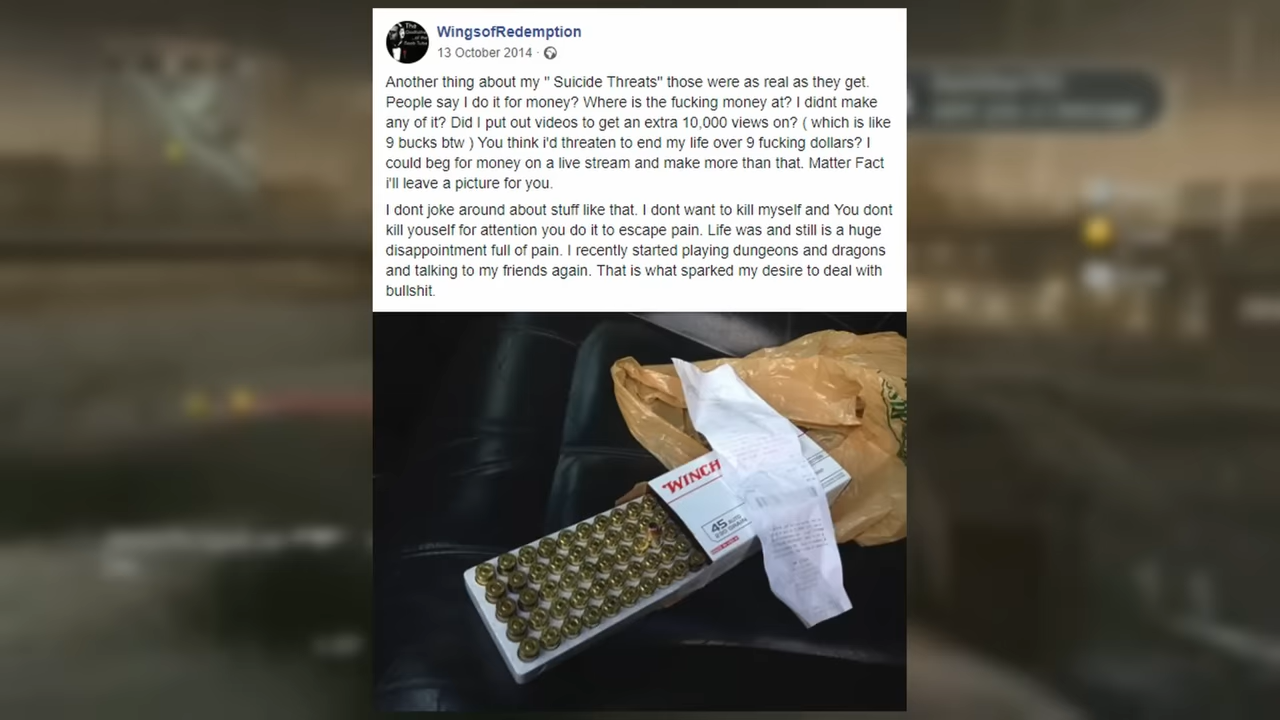 WingsofRedemption
13 October 2014 ·
Another thing about my " Suicide Threats" those were as real as they get.
People say I do it for money? Where is the fucking money at? I didnt make
any of it? Did I put out videos to get an extra 10,000 views on? ( which is like
9 bucks btw ) You think i'd threaten to end my life over 9 fucking dollars? I
could beg for money on a live stream and make more than that. Matter Fact
i'll leave a picture for you.
I dont joke around about stuff like that. I dont want to kill myself and You dont
kill youself for attention you do it to escape pain. Life was and still is a huge
disappointment full of pain. I recently started playing dungeons and dragons
and talking to my friends again. That is what sparked my desire to deal with
bullshit.
WINCH
45 AUTO
230 GRAIN